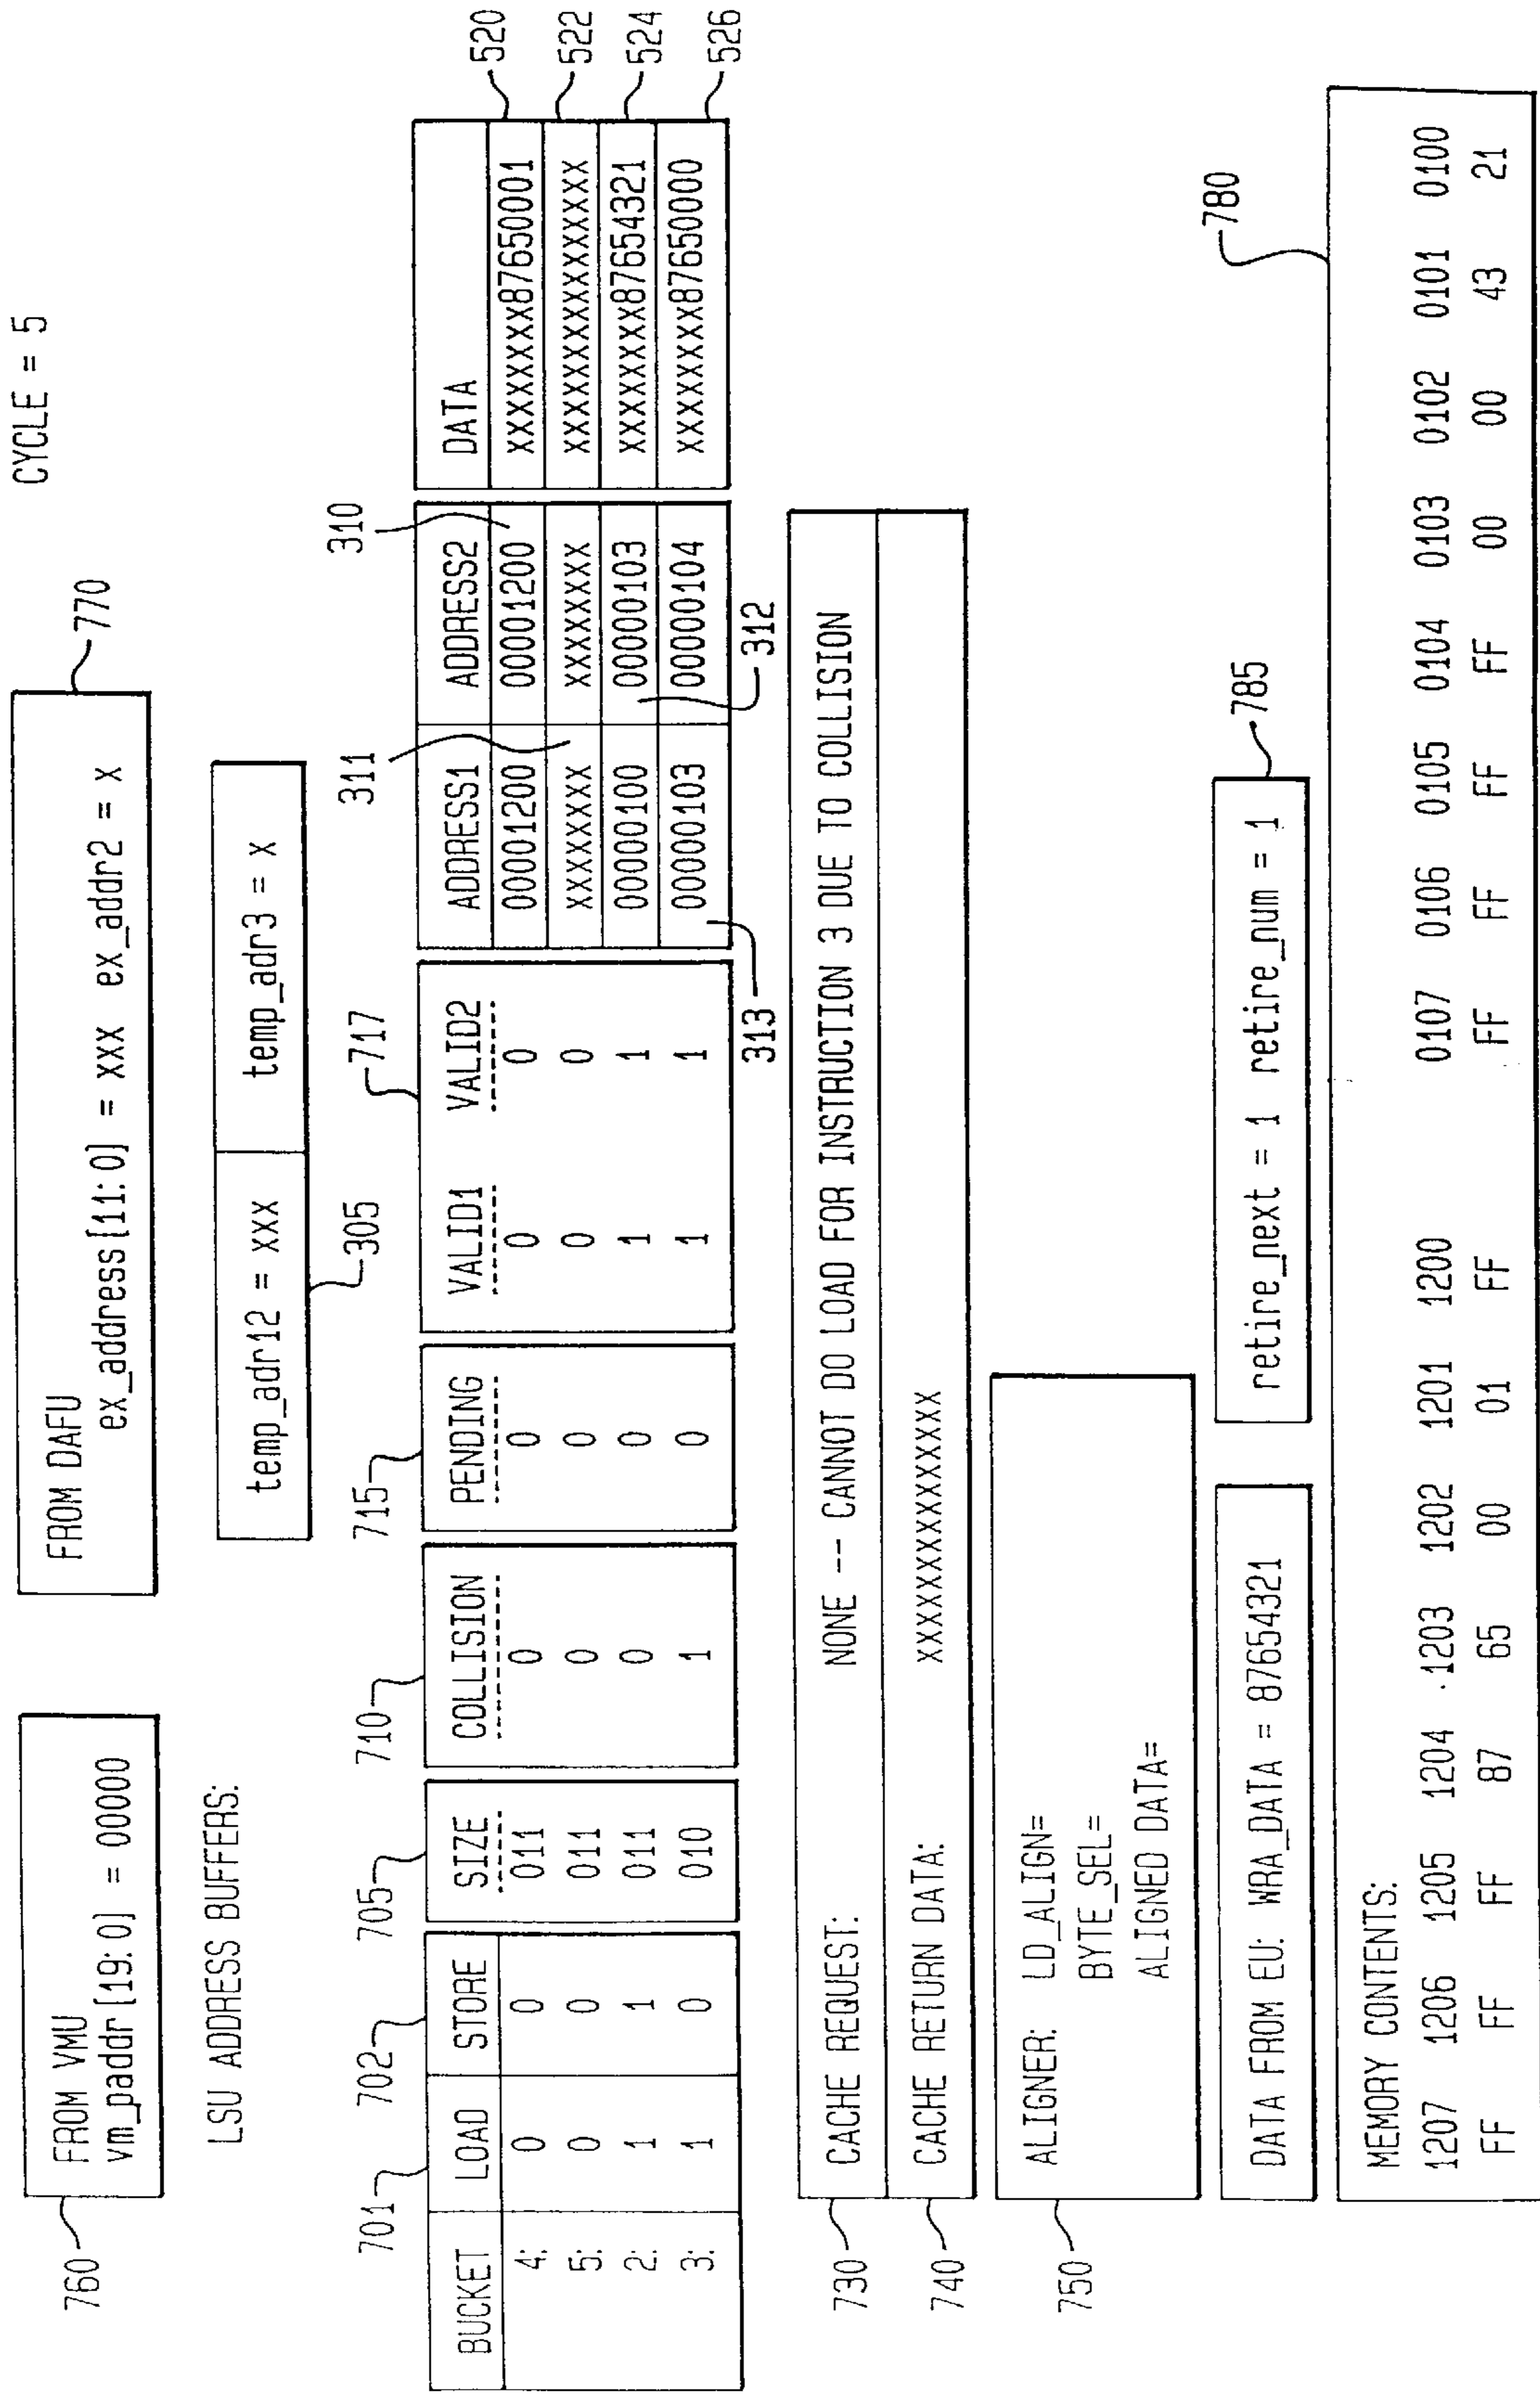 CYCLE = 5
760
FROM VMU
vm_paddr[19:0] = 00000
FROM DAFU
ex_address[11:0] = XXX ex_addr2 = X
770
LSU ADDRESS BUFFERS:
temp_adr12 = XXX
temp_adr3 = X
305
701
702
705
710
715
717
311
310
BUCKET LOAD STORE SIZE COLLISION PENDING VALID1 VALID2 ADDRESS1 ADDRESS2 DATA
4: 0 0 011 0 0 0 0 00001200 00001200 XXXXXXXX87650001 520
5: 0 0 011 0 0 0 0 XXXXXXXX XXXXXXXX XXXXXXXXXXXXXXXX 522
2: 1 1 011 0 0 1 1 00000100 00000103 XXXXXXXX87654321 524
3: 1 0 010 1 0 1 1 00000103 00000104 XXXXXXXX87650000 526
313
312
730
CACHE REQUEST: NONE -- CANNOT DO LOAD FOR INSTRUCTION 3 DUE TO COLLISION
740
CACHE RETURN DATA: XXXXXXXXXXXXXXXX
750
ALIGNER: LD_ALIGN=
BYTE_SEL=
ALIGNED DATA=
DATA FROM EU: WRA_DATA = 87654321
retire_next = 1 retire_num = 1
785
780
MEMORY CONTENTS:
1207 1206 1205 1204 1203 1202 1201 1200 0107 0106 0105 0104 0103 0102 0101 0100
FF FF FF 87 65 00 01 FF FF FF FF FF 00 00 43 21